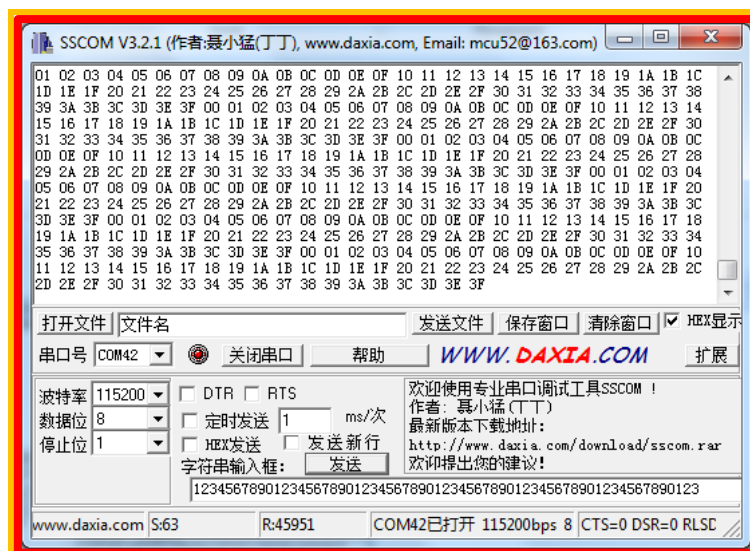 SSCOM V3.2.1 (作者:聂小猛(丁丁), www.daxia.com, Email: mcu52@163.com)
01 02 03 04 05 06 07 08 09 0A 0B 0C 0D 0E 0F 10 11 12 13 14 15 16 17 18 19 1A 1B 1C
1D 1E 1F 20 21 22 23 24 25 26 27 28 29 2A 2B 2C 2D 2E 2F 30 31 32 33 34 35 36 37 38
39 3A 3B 3C 3D 3E 3F 00 01 02 03 04 05 06 07 08 09 0A 0B 0C 0D 0E 0F 10 11 12 13 14
15 16 17 18 19 1A 1B 1C 1D 1E 1F 20 21 22 23 24 25 26 27 28 29 2A 2B 2C 2D 2E 2F 30
31 32 33 34 35 36 37 38 39 3A 3B 3C 3D 3E 3F 00 01 02 03 04 05 06 07 08 09 0A 0B 0C
0D 0E 0F 10 11 12 13 14 15 16 17 18 19 1A 1B 1C 1D 1E 1F 20 21 22 23 24 25 26 27 28
29 2A 2B 2C 2D 2E 2F 30 31 32 33 34 35 36 37 38 39 3A 3B 3C 3D 3E 3F 00 01 02 03 04
05 06 07 08 09 0A 0B 0C 0D 0E 0F 10 11 12 13 14 15 16 17 18 19 1A 1B 1C 1D 1E 1F 20
21 22 23 24 25 26 27 28 29 2A 2B 2C 2D 2E 2F 30 31 32 33 34 35 36 37 38 39 3A 3B 3C
3D 3E 3F 00 01 02 03 04 05 06 07 08 09 0A 0B 0C 0D 0E 0F 10 11 12 13 14 15 16 17 18
19 1A 1B 1C 1D 1E 1F 20 21 22 23 24 25 26 27 28 29 2A 2B 2C 2D 2E 2F 30 31 32 33 34
35 36 37 38 39 3A 3B 3C 3D 3E 3F 00 01 02 03 04 05 06 07 08 09 0A 0B 0C 0D 0E 0F 10
11 12 13 14 15 16 17 18 19 1A 1B 1C 1D 1E 1F 20 21 22 23 24 25 26 27 28 29 2A 2B 2C
2D 2E 2F 30 31 32 33 34 35 36 37 38 39 3A 3B 3C 3D 3E 3F
打开文件 文件名 发送文件 保存窗口 清除窗口 HEX显示
串口号 COM42 关闭串口 帮助 WWW.DAXIA.COM 扩展
波特率 115200 DTR RTS
数据位 8 定时发送 1 ms/次
停止位 1 HEX发送 发送新行
字符串输入框: 发送
欢迎使用专业串口调试工具SSCOM !
作者: 聂小猛(丁丁)
最新版本下载地址:
http://www.daxia.com/download/sscom.rar
欢迎提出您的建议!
123456789012345678901234567890123456789012345678901234567890123
www.daxia.com S:63 R:45951 COM42已打开 115200bps 8 CTS=0 DSR=0 RLSD